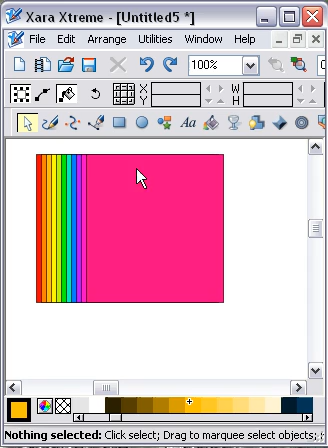 Xara Xtreme - [Untitled5 *]
File Edit Arrange Utilities Window Help
100%
X W
Y H
Aa
Nothing selected: Click select; Drag to marquee select objects;